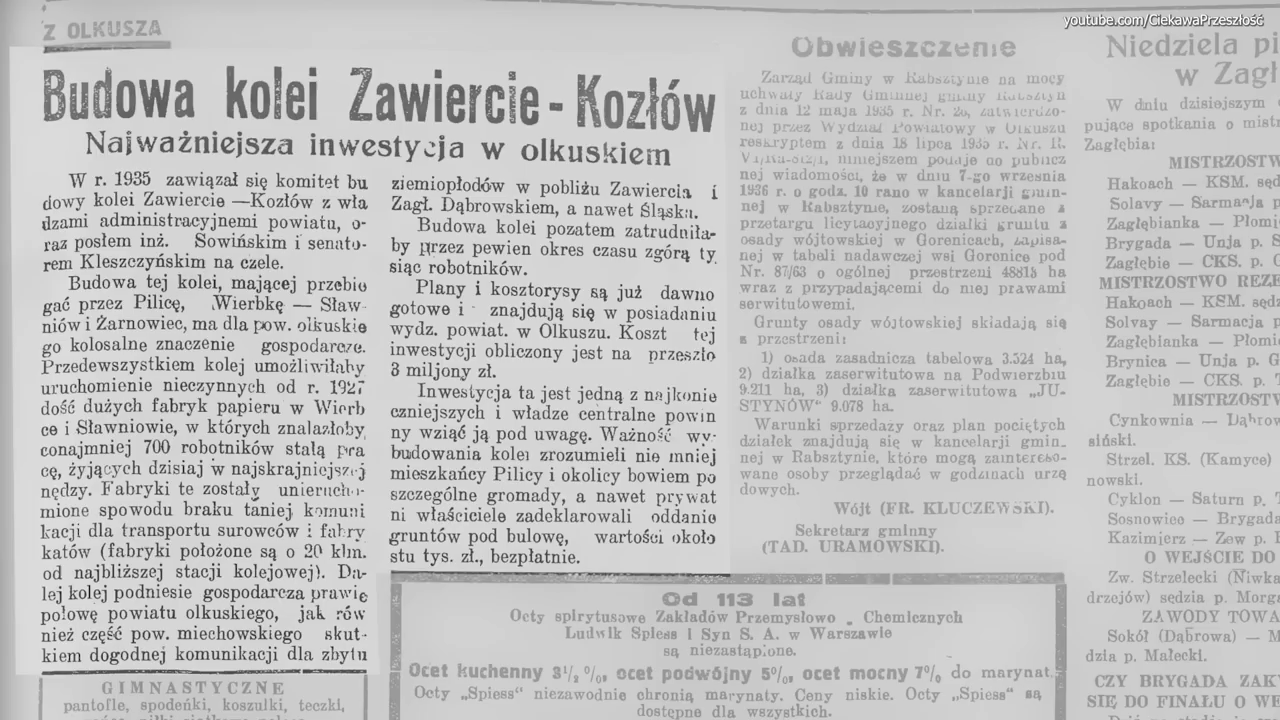 youtube.com/CiekawaPrzeszłość
Z OLKUSZA
Budowa kolei Zawiercie - Kozłów
Najważniejsza inwestycja w olkuskiem
W r. 1935 zawiązał się komitet bu
dowy kolei Zawiercie —Kozłów z wła
dzami administracyjnemi powiatu, o-
raz posłem inż. Sowińskim i senato-
rem Kleszczyńskim na czele.
Budowa tej kolei, mającej przebie
gać przez Pilicę, Wierbkę — Sław-
niów i Żarnowiec, ma dla pow. olkuskie
go kolosalne znaczenie gospodarcze.
Przedewszystkiem kolej umożliwiłaby
uruchomienie nieczynnych od r. 1927
dość dużych fabryk papieru w Wierb
ce i Sławniowie, w których znalazłoby
conajmniej 700 robotników stałą pra
cę, żyjących dzisiaj w najskrajniejszej
nędzy. Fabryki te zostały unierucho-
mione spowodu braku taniej komuni
kacji dla transportu surowców i fabry
katów (fabryki położone są o 20 klm.
od najbliższej stacji kolejowej). Da-
lej kolej podniesie gospodarcza prawie
połowę powiatu olkuskiego, jak rów
nież część pow. miechowskiego skut-
kiem dogodnej komunikacji dla zbytu
ziemiopłodów w pobliżu Zawiercia i
Zagł. Dąbrowskiem, a nawet Śląsku.
Budowa kolei pozatem zatrudniła-
by przez pewien okres czasu zgórą ty
siąc robotników.
Plany i kosztorysy są już dawno
gotowe i znajdują się w posiadaniu
wydz. powiat. w Olkuszu. Koszt tej
inwestycji obliczony jest na przeszło
3 miljony zł.
Inwestycja ta jest jedną z najkonie
czniejszych i władze centralne powin
ny wziąć ją pod uwagę. Ważność wy-
budowania kolei zrozumieli nie mniej
mieszkańcy Pilicy i okolicy bowiem po
szczególne gromady, a nawet prywat
ni właściciele zadeklarowali oddanie
gruntów pod bulowę, wartości około
stu tys. zł., bezpłatnie.
GIMNASTYCZNE
pantofle, spodeńki, koszulki, teczki,
Obwieszczenie
Zarząd Gminy w Rabsztynie na mocy
uchwały Rady Gminnej gminy Rabsztyn
z dnia 12 maja 1935 r. Nr. 26, zatwierdzo-
nej przez Wydział Powiatowy w Olkuszu
reskryptem z dnia 18 lipca 1935 r. Nr. R.
niniejszem podaje do publicz
nej wiadomości, że w dniu 7-go wrzesnia
1936 r. o godz. 10 rano w kancelarji gmin-
nej w Rabsztynie, zostaną sprzedane z
przetargu licytacyjnego działki gruntu z
osady wójtowskiej w Gorenicach, zapisa-
nej w tabeli nadawczej wsi Goronice pod
Nr. 87/63 o ogólnej przestrzeni 48815 ha
wraz z przypadającemi do niej prawami
serwitutowemi.
Grunty osady wójtowskiej składają się
z przestrzeni:
1) osada zasadnicza tabelowa 3.524 ha,
2) działka zaserwitutowa na Podwierzbiu
9.211 ha, 3) działka zaserwitutowa „JU-
STYNÓW“ 9.078 ha.
Warunki sprzedaży oraz plan pociętych
działek znajdują się w kancelarji gmin-
nej w Rabsztynie, które mogą zaintereso-
wane osoby przeglądać w godzinach urzę
dowych.
Wójt (FR. KLUCZEWSKI).
Sekretarz gminny
(TAD. URAMOWSKI).
Od 113 lat
Octy spirytusowe Zakładów Przemysłowo - Chemicznych
Ludwik Spiess i Syn S. A. w Warszawie
są niezastąpione.
Ocet kuchenny 3½%, ocet podwójny 5%, ocet mocny 7% do marynat.
Octy „Spiess“ niezawodnie chronią marynaty. Ceny niskie. Octy „Spiess“ są
dostępne dla wszystkich.
Niedziela pi
w Zagł
W dniu dzisiejszym
pujące spotkania o mistr
Zagłębia:
MISTRZOSTW
Hakoach — KSM. sęd
Solavy — Sarmacja p
Zagłębianka — Płomi
Brygada — Unja p. S
Zagłębie — CKS. p. G
MISTRZOSTWO REZE
Hakoach — KSM. sędz
Solvay — Sarmacja p.
Zagłębianka — Płomi
Brynica — Unja p. G
Zagłębie — CKS. p. T
MISTRZOSTW
Cynkownia — Dąbrow
siński.
Strzel. KS. (Kamyce)
nowski.
Cyklon — Saturn p. T
Sosnowiec — Brygada
Kazimierz — Zew p. B
O WEJŚCIE DO
Zw. Strzelecki (Niwka
drzejów) sędzia p. Morga
ZAWODY TOWA
Sokół (Dąbrowa) — M
dzia p. Małecki.
CZY BRYGADA ZAK
SIĘ DO FINAŁU O WE